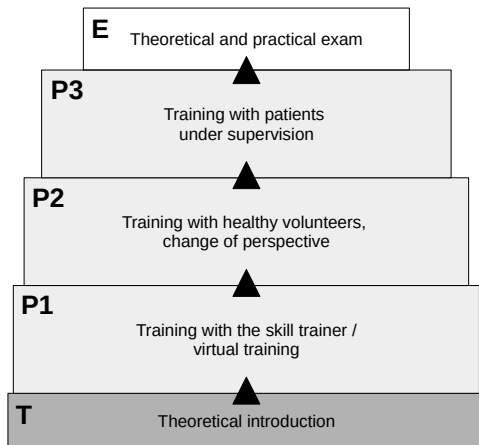 E
Theoretical and practical exam
P3
Training with patients
under supervision
P2
Training with healthy volunteers,
change of perspective
P1
Training with the skill trainer /
virtual training
T
Theoretical introduction